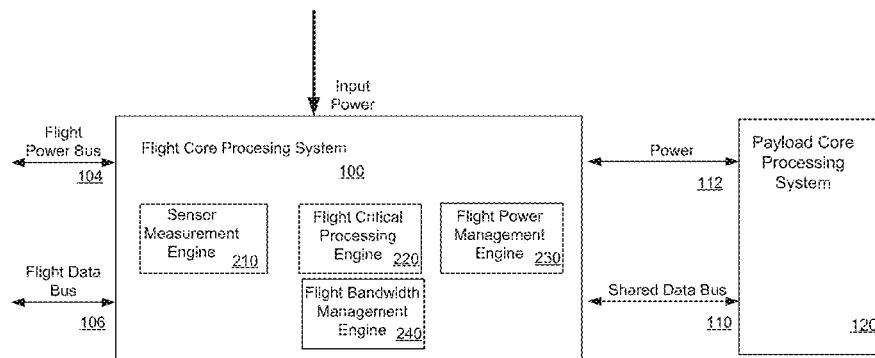 Input
Power
Flight
Power Bus
104
Flight Core Procesing System
100
Power
112
Payload Core
Processing
System
Sensor
Measurement
Engine
210
Flight Critical
Processing
Engine
220
Flight Power
Management
Engine
230
Flight Data
Bus
106
Flight Bandwidth
Management
Engine
240
Shared Data Bus
110
120